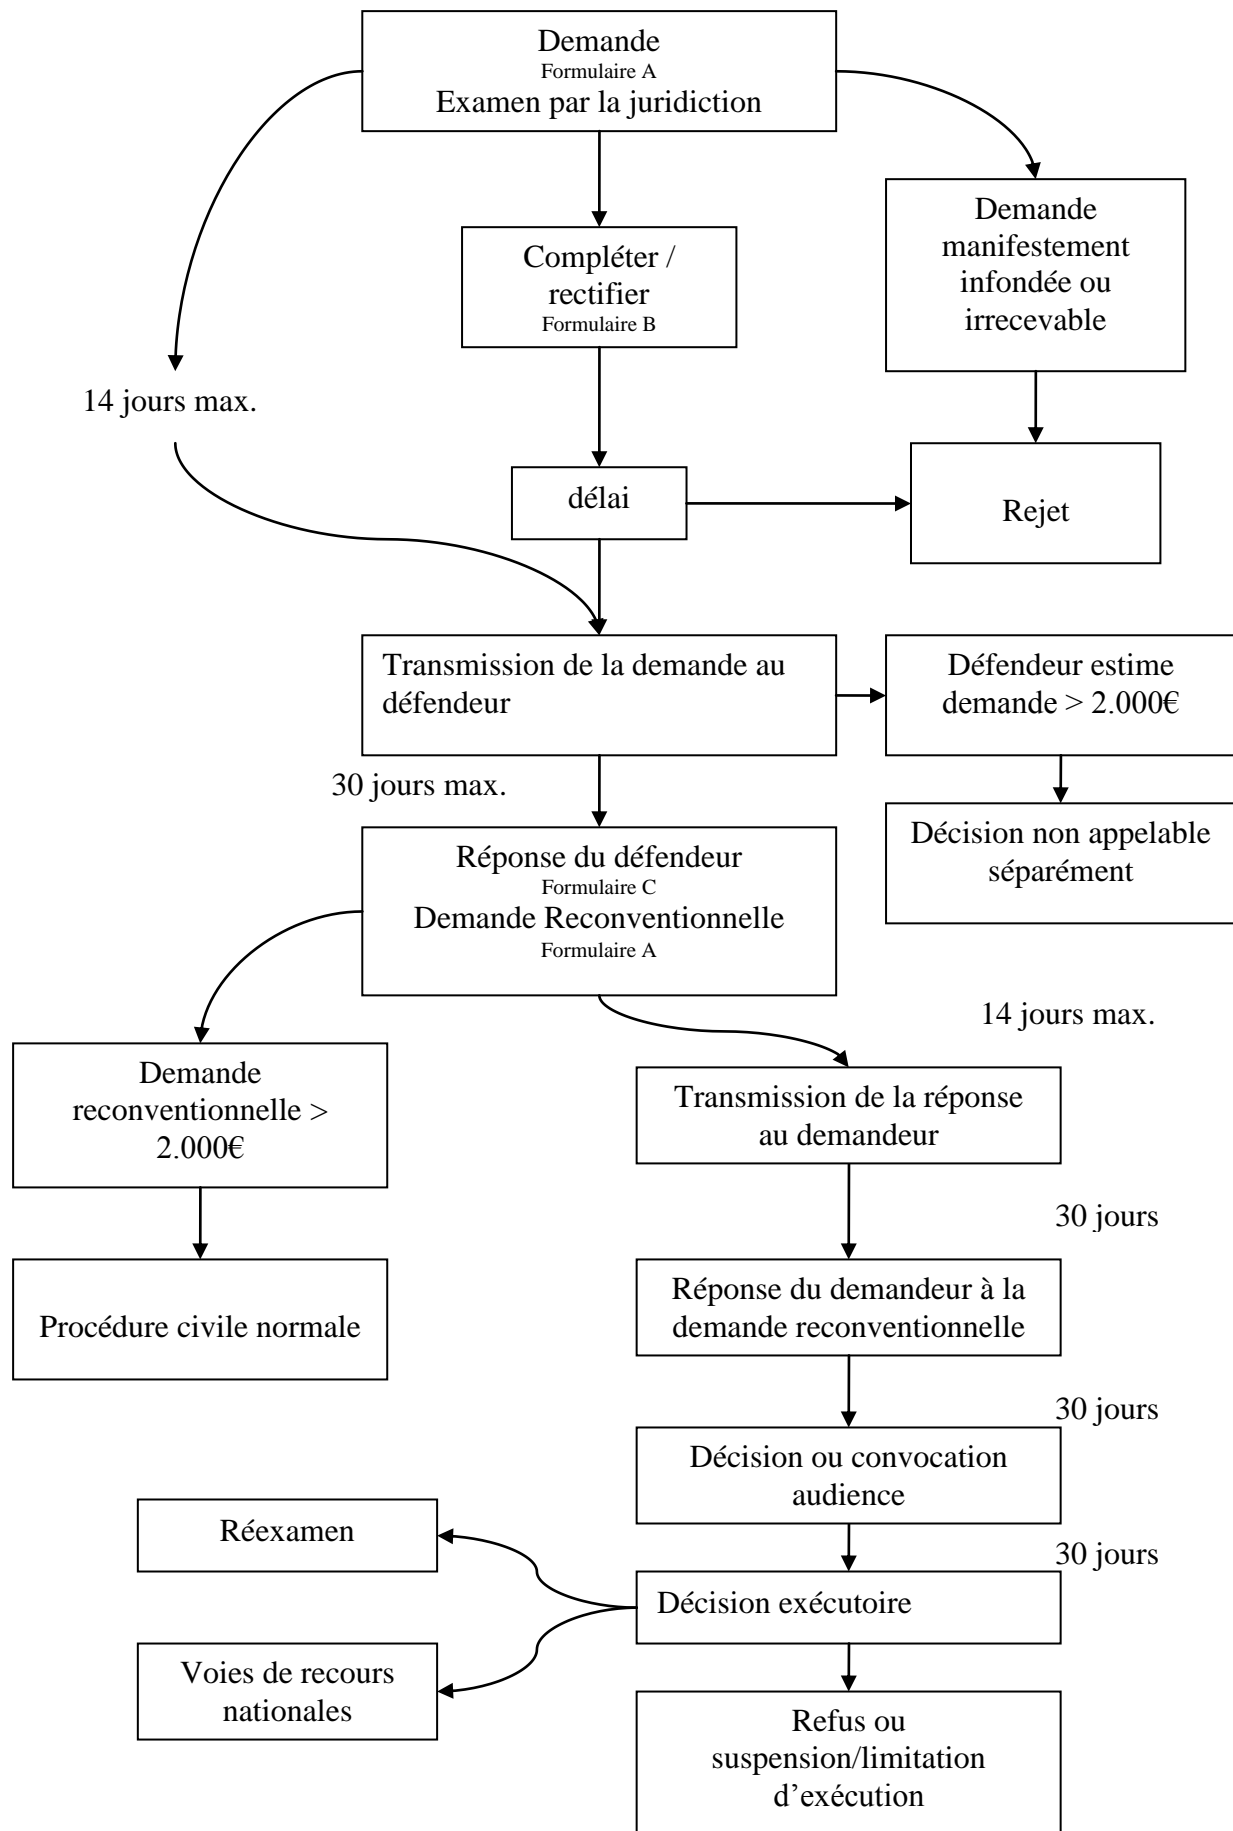 Demande
Formulaire A
Examen par la juridiction
Demande
manifestement
infondée ou
irrecevable
Compléter /
rectifier
Formulaire B
14 jours max.
délai
Rejet
Transmission de la demande au
défendeur
Défendeur estime
demande > 2.000€
30 jours max.
Décision non appelable
séparément
Réponse du défendeur
Formulaire C
Demande Reconventionnelle
Formulaire A
14 jours max.
Demande
reconventionnelle >
2.000€
Transmission de la réponse
au demandeur
30 jours
Procédure civile normale
Réponse du demandeur à la
demande reconventionnelle
30 jours
Décision ou convocation
audience
Réexamen
30 jours
Décision exécutoire
Voies de recours
nationales
Refus ou
suspension/limitation
d’exécution